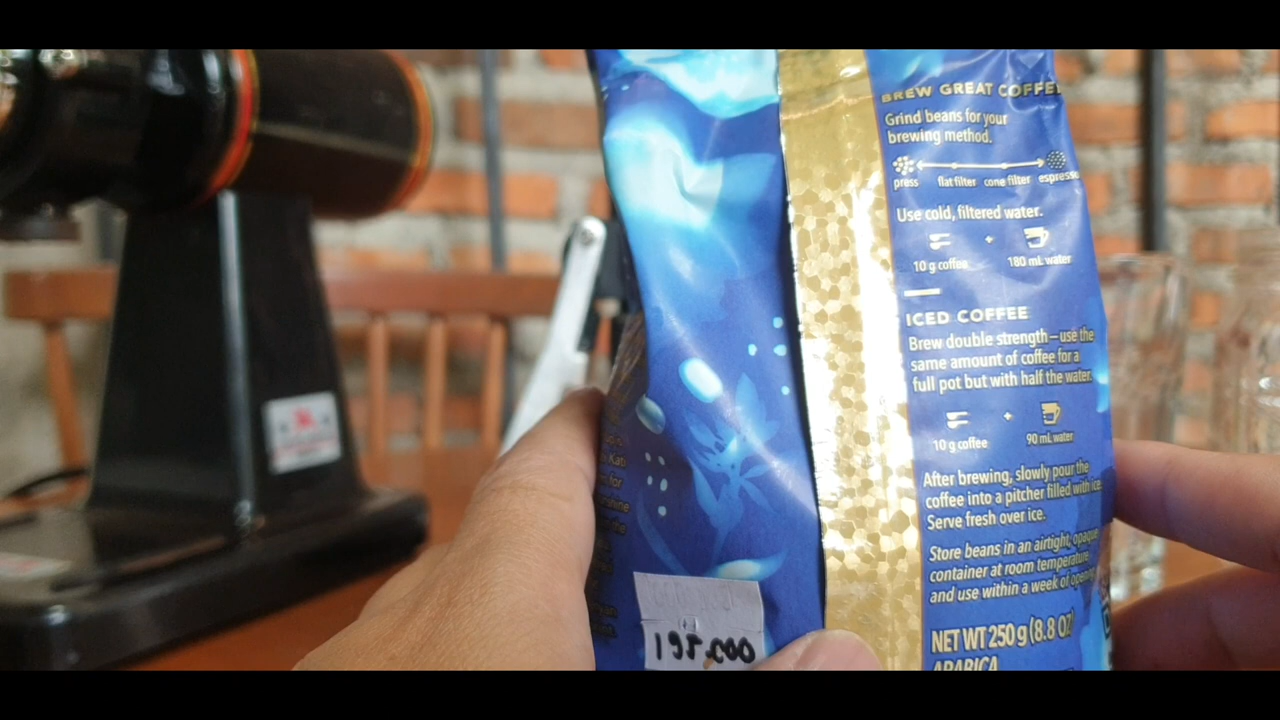 BREW GREAT COFFEE
Grind beans for your
brewing method.
press flat filter cone filter espresso
Use cold, filtered water.
+
10 g coffee 180 mL water
ICED COFFEE
Brew double strength – use the
same amount of coffee for a
full pot but with half the water.
+
10 g coffee 90 mL water
After brewing, slowly pour the
coffee into a pitcher filled with ice.
Serve fresh over ice.
Store beans in an airtight, opaque
container at room temperature
and use within a week of opening
NET WT 250 g (8.8 OZ)
ARABICA
Kati
for
the